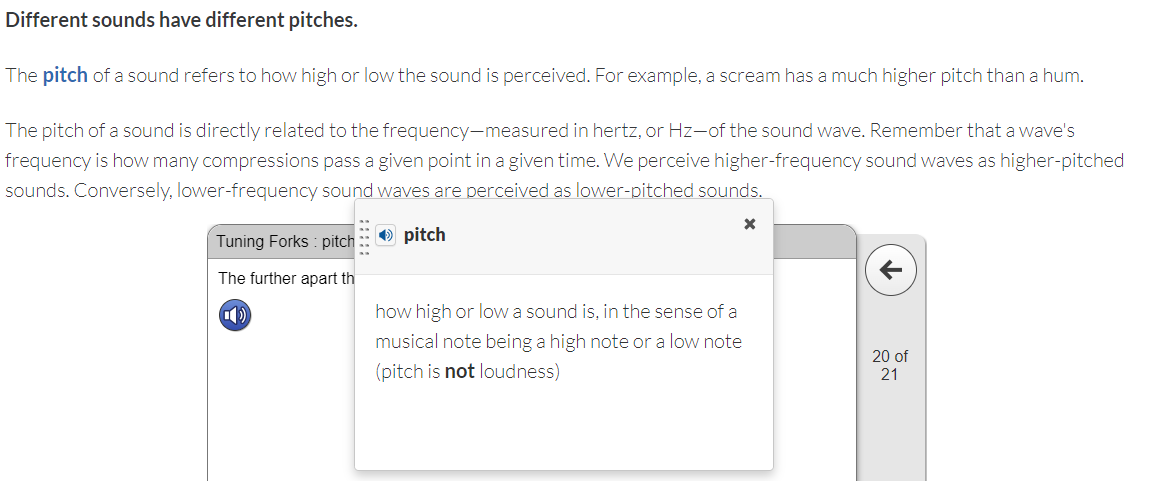 Different sounds have different pitches.
The pitch of a sound refers to how high or low the sound is perceived. For example, a scream has a much higher pitch than a hum.
The pitch of a sound is directly related to the frequency—measured in hertz, or Hz—of the sound wave. Remember that a wave's
frequency is how many compressions pass a given point in a given time. We perceive higher-frequency sound waves as higher-pitched
sounds. Conversely, lower-frequency sound waves are perceived as lower-pitched sounds.
Tuning Forks : pitch
pitch
The further apart th
how high or low a sound is, in the sense of a
musical note being a high note or a low note
(pitch is not loudness)
20 of
21